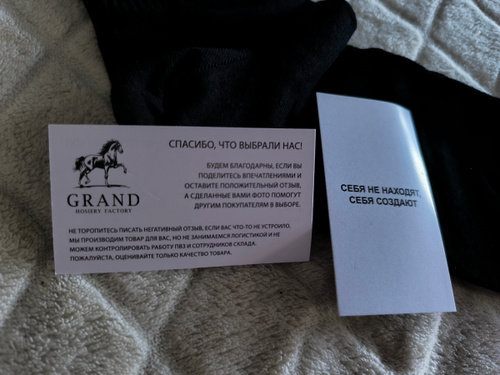 СПАСИБО, ЧТО ВЫБРАЛИ НАС!
БУДЕМ БЛАГОДАРНЫ, ЕСЛИ ВЫ
ПОДЕЛИТЕСЬ ВПЕЧАТЛЕНИЯМИ И
ОСТАВИТЕ ПОЛОЖИТЕЛЬНЫЙ ОТЗЫВ,
А СДЕЛАННЫЕ ВАМИ ФОТО ПОМОГУТ
ДРУГИМ ПОКУПАТЕЛЯМ В ВЫБОРЕ.
GRAND
HOSIERY FACTORY
НЕ ТОРОПИТЕСЬ ПИСАТЬ НЕГАТИВНЫЙ ОТЗЫВ, ЕСЛИ ВАС ЧТО-ТО НЕ УСТРОИЛО.
МЫ ПРОИЗВОДИМ ТОВАР ДЛЯ ВАС, НО НЕ ЗАНИМАЕМСЯ ЛОГИСТИКОЙ И НЕ
МОЖЕМ КОНТРОЛИРОВАТЬ РАБОТУ ПВЗ И СОТРУДНИКОВ СКЛАДА.
ПОЖАЛУЙСТА, ОЦЕНИВАЙТЕ ТОЛЬКО КАЧЕСТВО ТОВАРА.
СЕБЯ НЕ НАХОДЯТ,
СЕБЯ СОЗДАЮТ